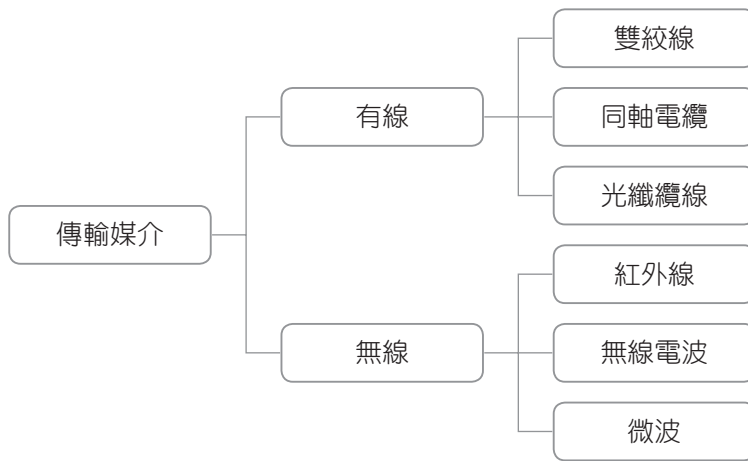 傳輸媒介
有線
雙絞線
同軸電纜
光纖纜線
無線
紅外線
無線電波
微波